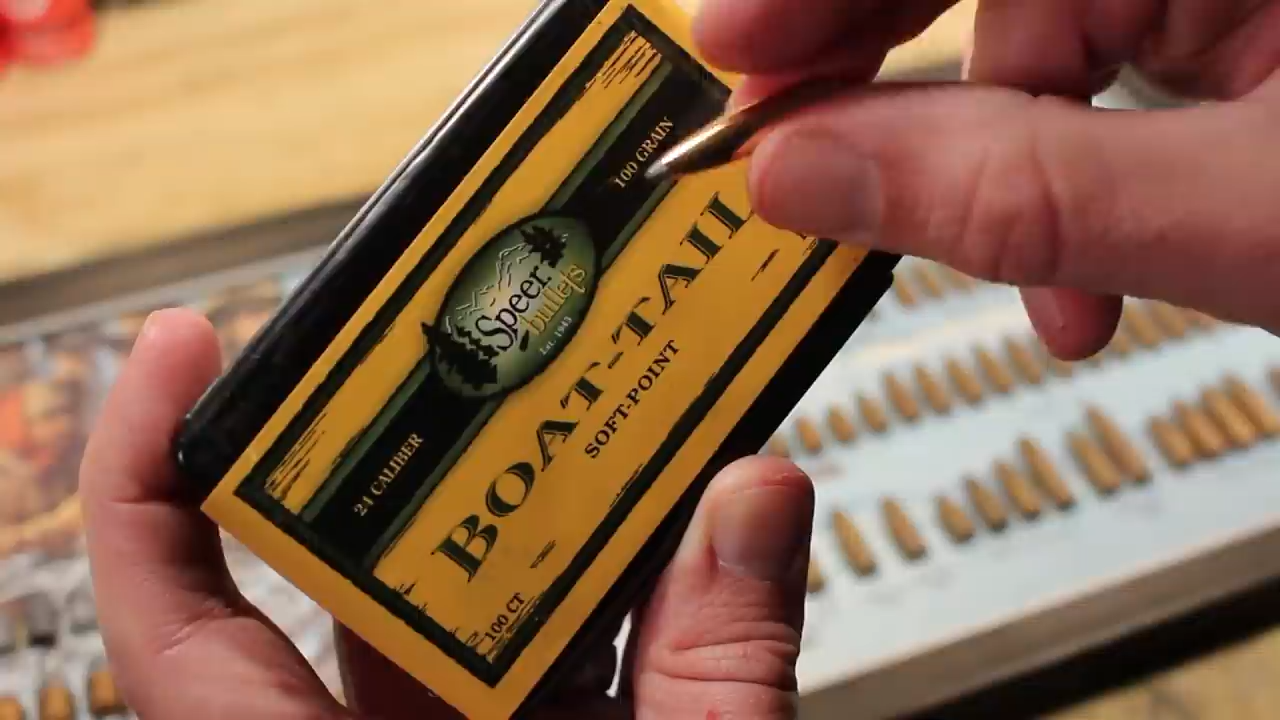 24 CALIBER
Speer
bullets
Est. 1943
100 GRAIN
BOAT-TAIL
SOFT-POINT
100 CT